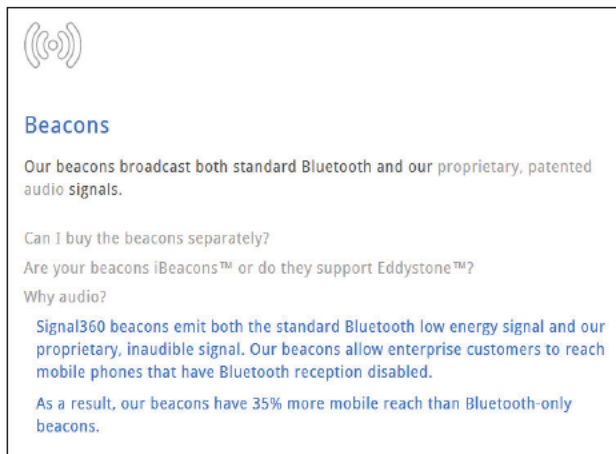 Beacons
Our beacons broadcast both standard Bluetooth and our proprietary, patented
audio signals.
Can I buy the beacons separately?
Are your beacons iBeacons™ or do they support Eddystone™?
Why audio?
Signal360 beacons emit both the standard Bluetooth low energy signal and our
proprietary, inaudible signal. Our beacons allow enterprise customers to reach
mobile phones that have Bluetooth reception disabled.
As a result, our beacons have 35% more mobile reach than Bluetooth-only
beacons.